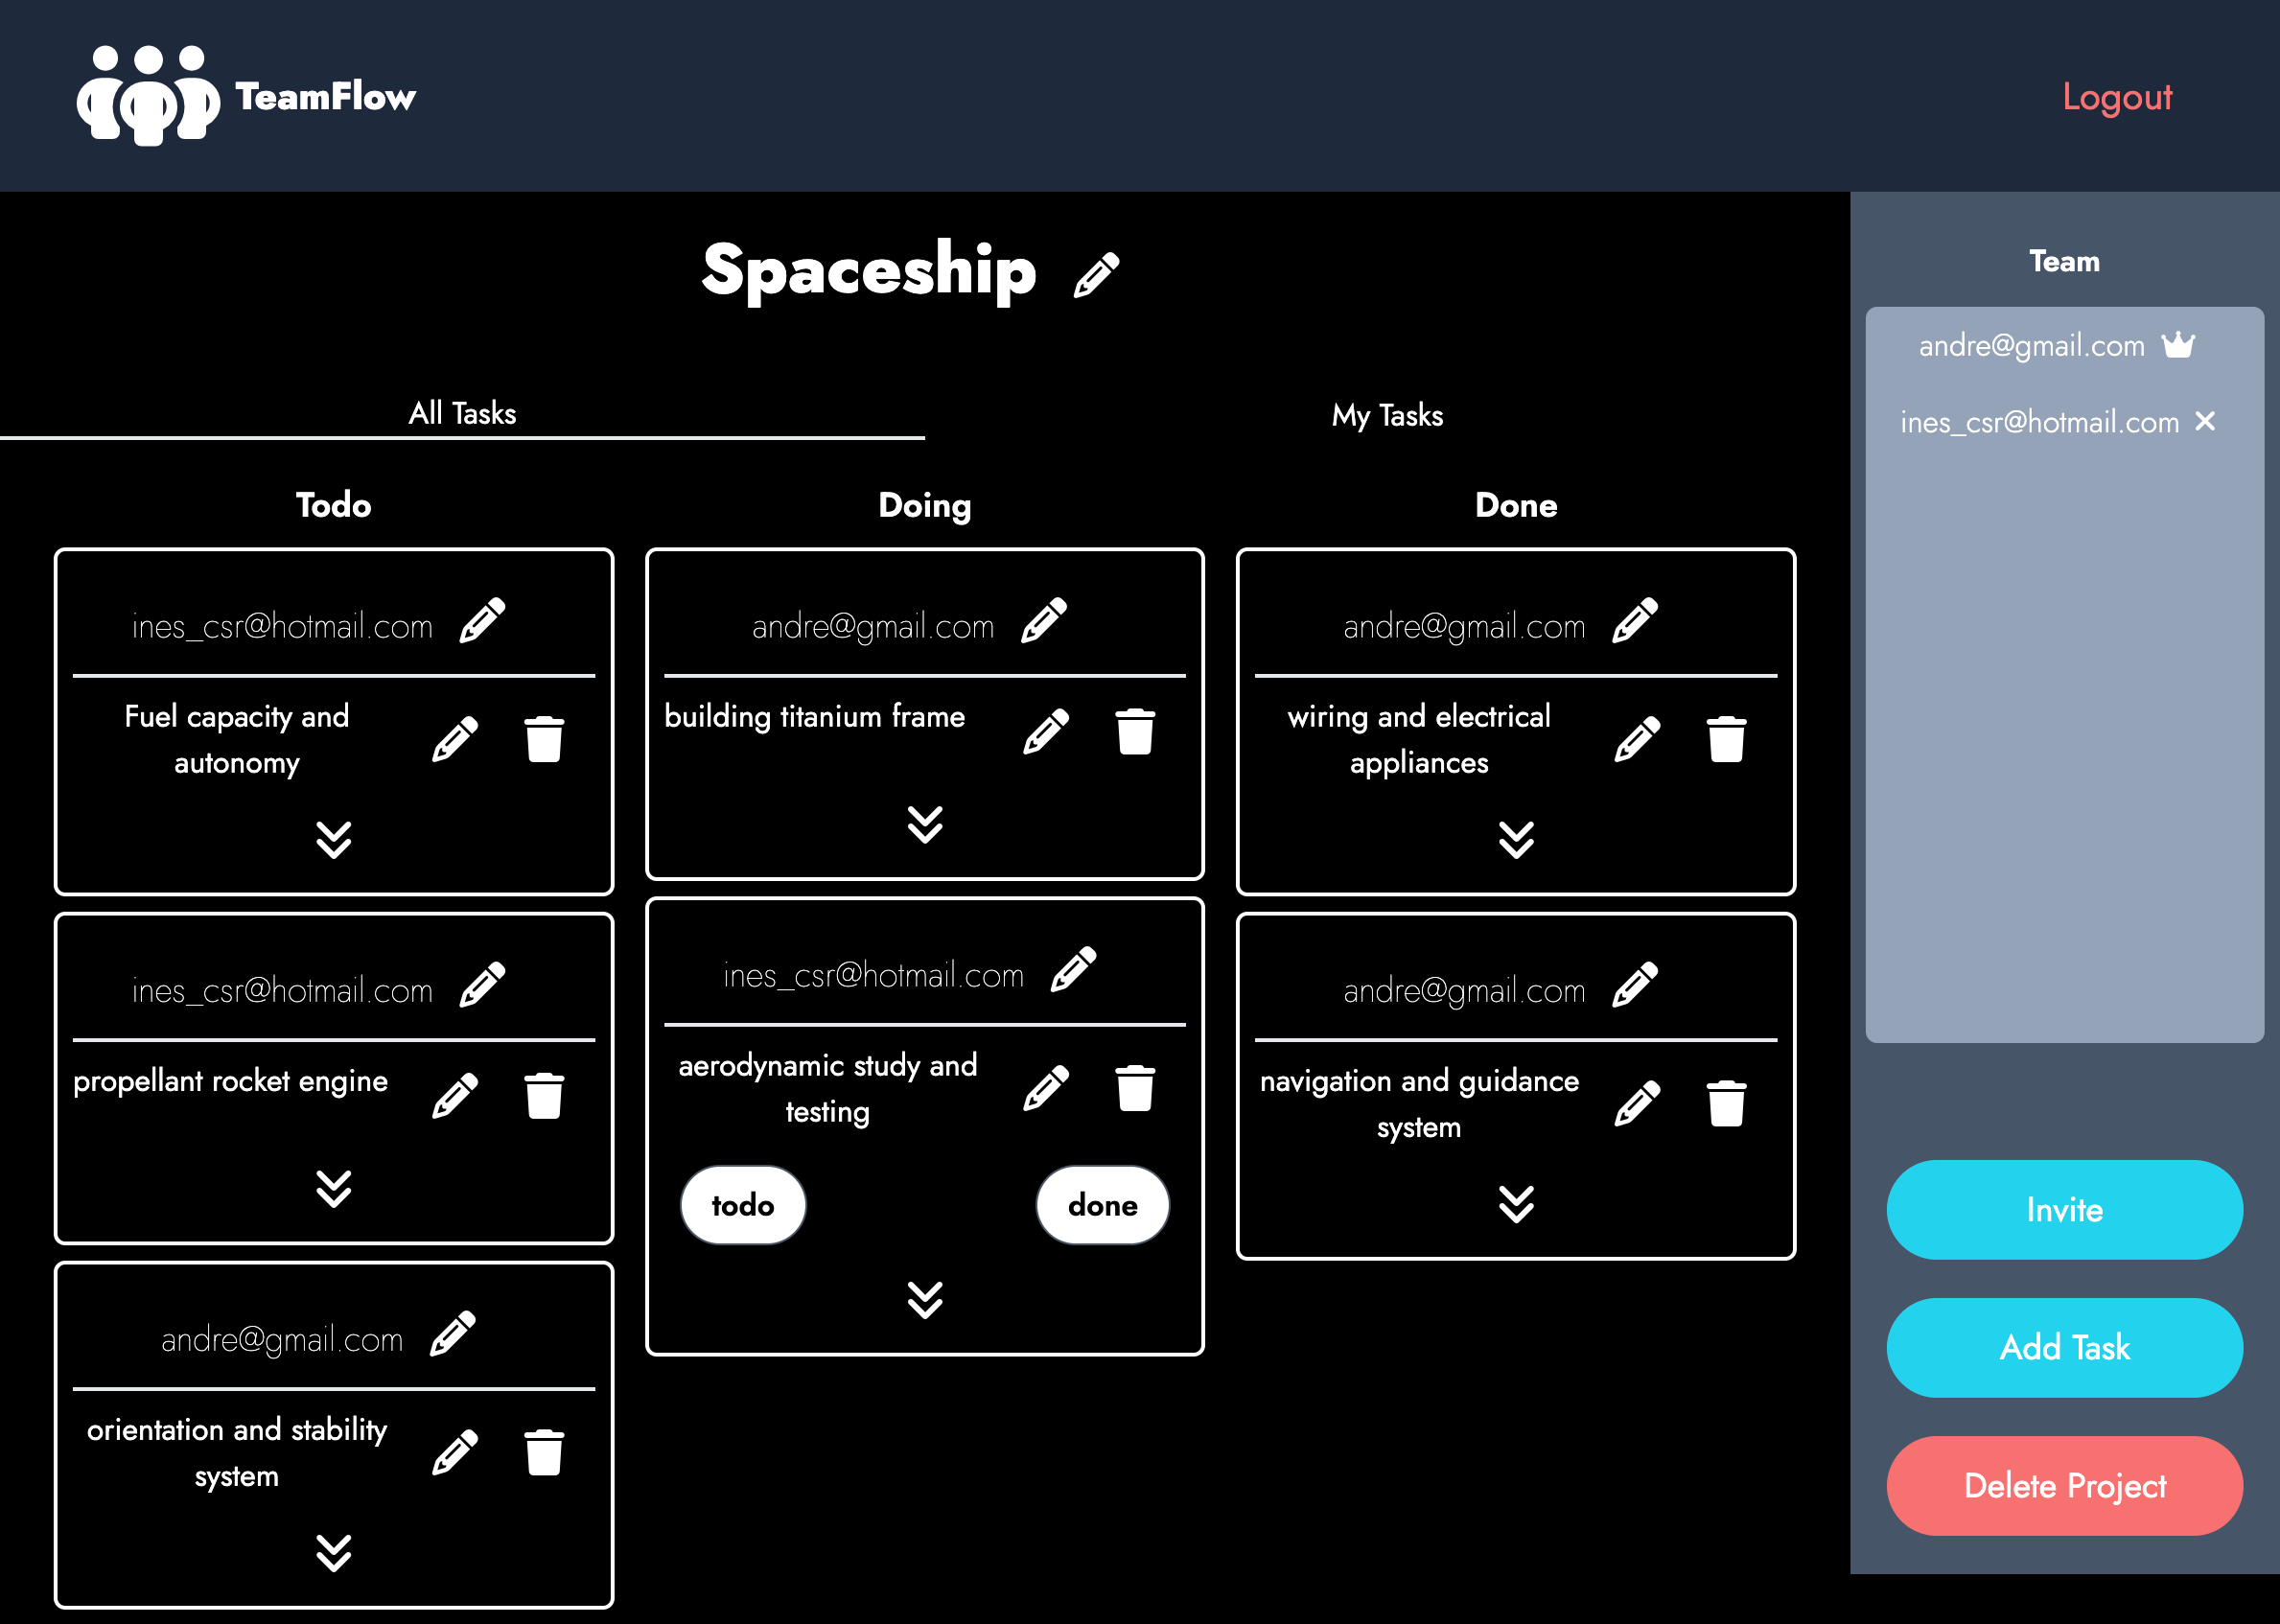 TeamFlow
Logout
Spaceship
All Tasks
My Tasks
Todo
ines_csr@hotmail.com
Fuel capacity and
autonomy
ines_csr@hotmail.com
propellant rocket engine
andre@gmail.com
orientation and stability
system
Doing
andre@gmail.com
building titanium frame
ines_csr@hotmail.com
aerodynamic study and
testing
todo
done
Done
andre@gmail.com
wiring and electrical
appliances
andre@gmail.com
navigation and guidance
system
Team
andre@gmail.com
ines_csr@hotmail.com
Invite
Add Task
Delete Project